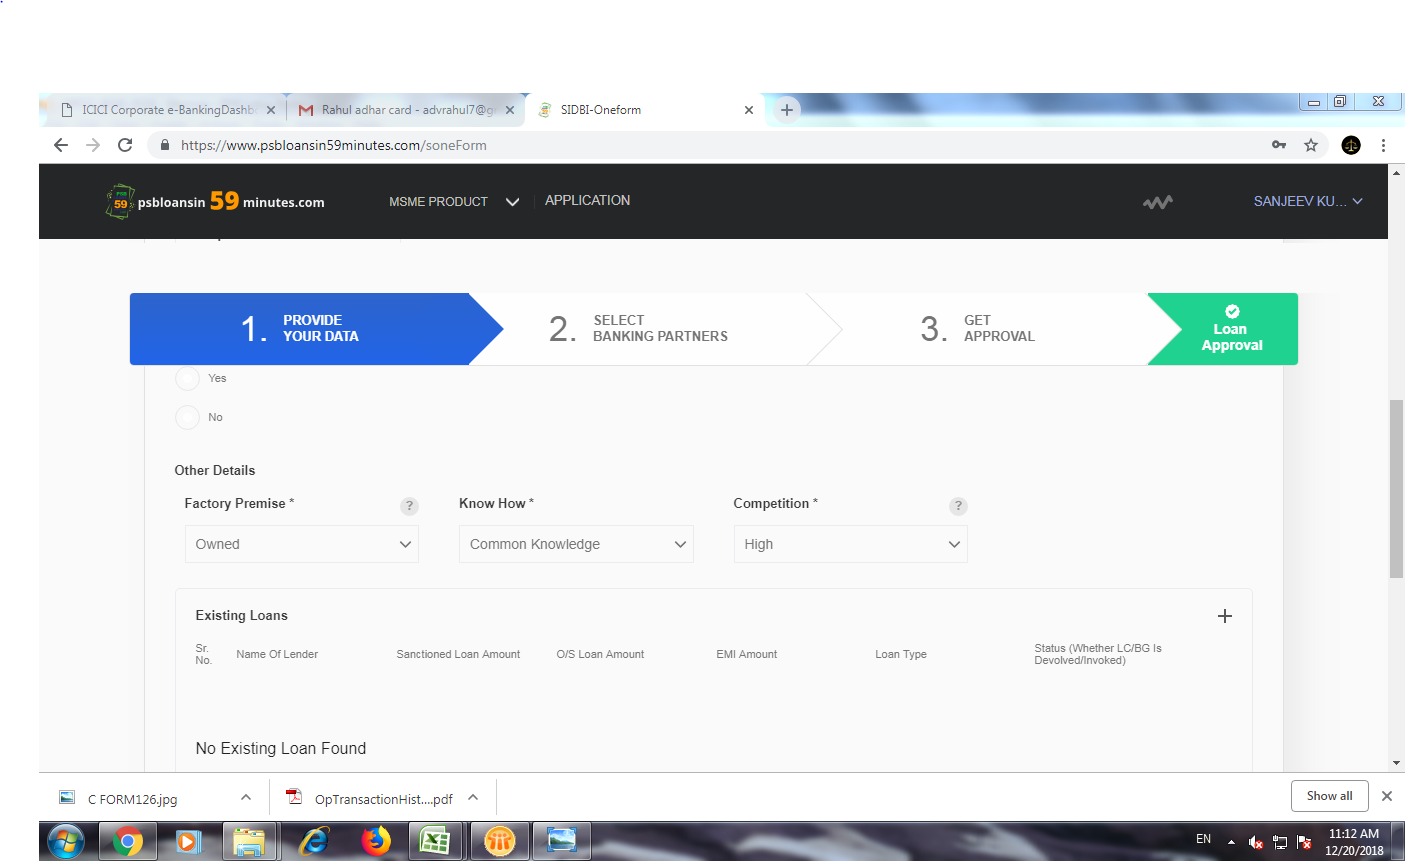 ICICI Corporate e-BankingDashb
Rahul adhar card - advrahul7@g
SIDBI-Oneform
https://www.psbloansin59minutes.com/soneForm
PSB
59
psbloansin 59 minutes.com
MSME PRODUCT
APPLICATION
SANJEEV KU...
1. PROVIDE
YOUR DATA
2. SELECT
BANKING PARTNERS
3. GET
APPROVAL
Loan
Approval
Yes
No
Other Details
Factory Premise * ?
Know How *
Competition * ?
Owned
Common Knowledge
High
Existing Loans
Sr.
No.
Name Of Lender
Sanctioned Loan Amount
O/S Loan Amount
EMI Amount
Loan Type
Status (Whether LC/BG Is
Devolved/Invoked)
No Existing Loan Found
C FORM126.jpg
OpTransactionHist....pdf
Show all
EN
11:12 AM
12/20/2018